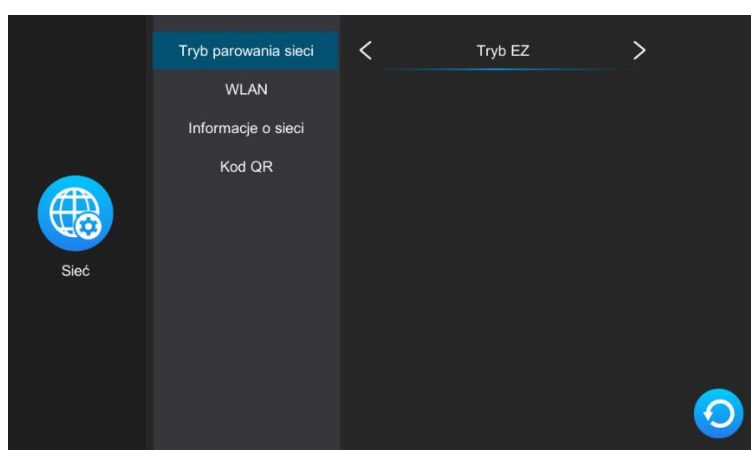 Tryb parowania sieci
Tryb EZ
WLAN
Informacje o sieci
Kod QR
Sieć